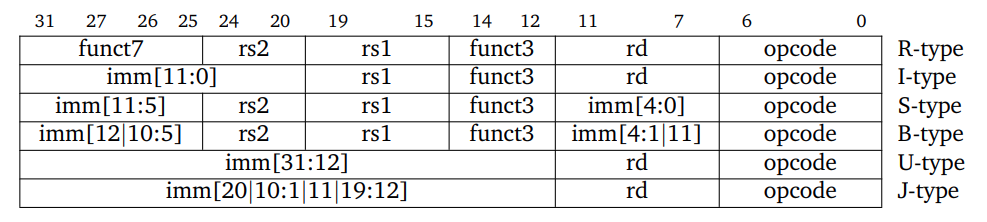 31 27 26 25 24 20 19 15 14 12 11 7 6 0
funct7 rs2 rs1 funct3 rd opcode R-type
imm[11:0] rs1 funct3 rd opcode I-type
imm[11:5] rs2 rs1 funct3 imm[4:0] opcode S-type
imm[12|10:5] rs2 rs1 funct3 imm[4:1|11] opcode B-type
imm[31:12] rd opcode U-type
imm[20|10:1|11|19:12] rd opcode J-type